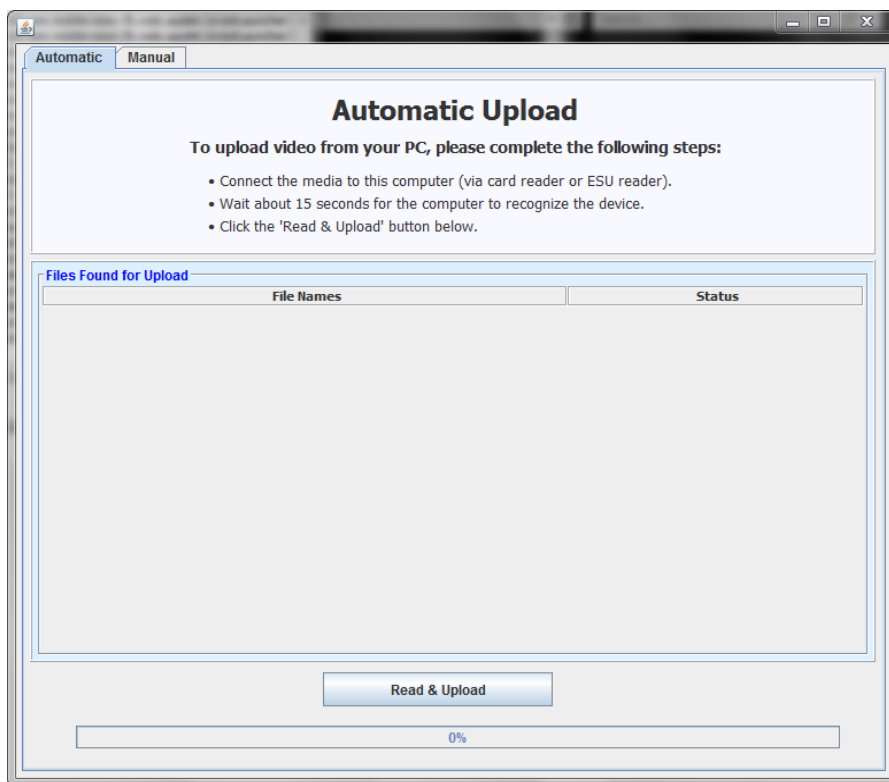 Automatic Manual
Automatic Upload
To upload video from your PC, please complete the following steps:
• Connect the media to this computer (via card reader or ESU reader).
• Wait about 15 seconds for the computer to recognize the device.
• Click the 'Read & Upload' button below.
Files Found for Upload
File Names Status
Read & Upload
0%